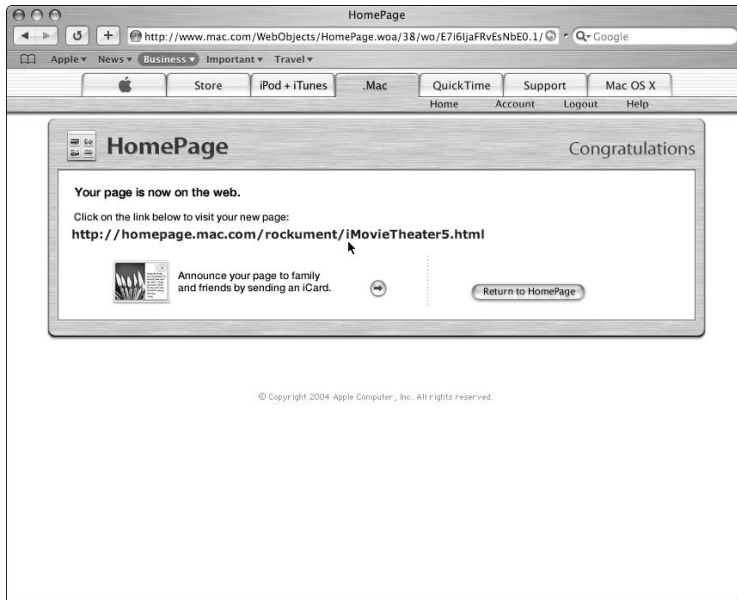 HomePage
http://www.mac.com/WebObjects/HomePage.woa/38/wo/E7i6IjaFRvEsNbE0.1/ Google
Apple News Business Important Travel
Store iPod + iTunes .Mac QuickTime Support Mac OS X
Home Account Logout Help
HomePage Congratulations
Your page is now on the web.
Click on the link below to visit your new page:
http://homepage.mac.com/rockument/iMovieTheater5.html
Announce your page to family
and friends by sending an iCard.
Return to HomePage
© Copyright 2004 Apple Computer, Inc. All rights reserved.